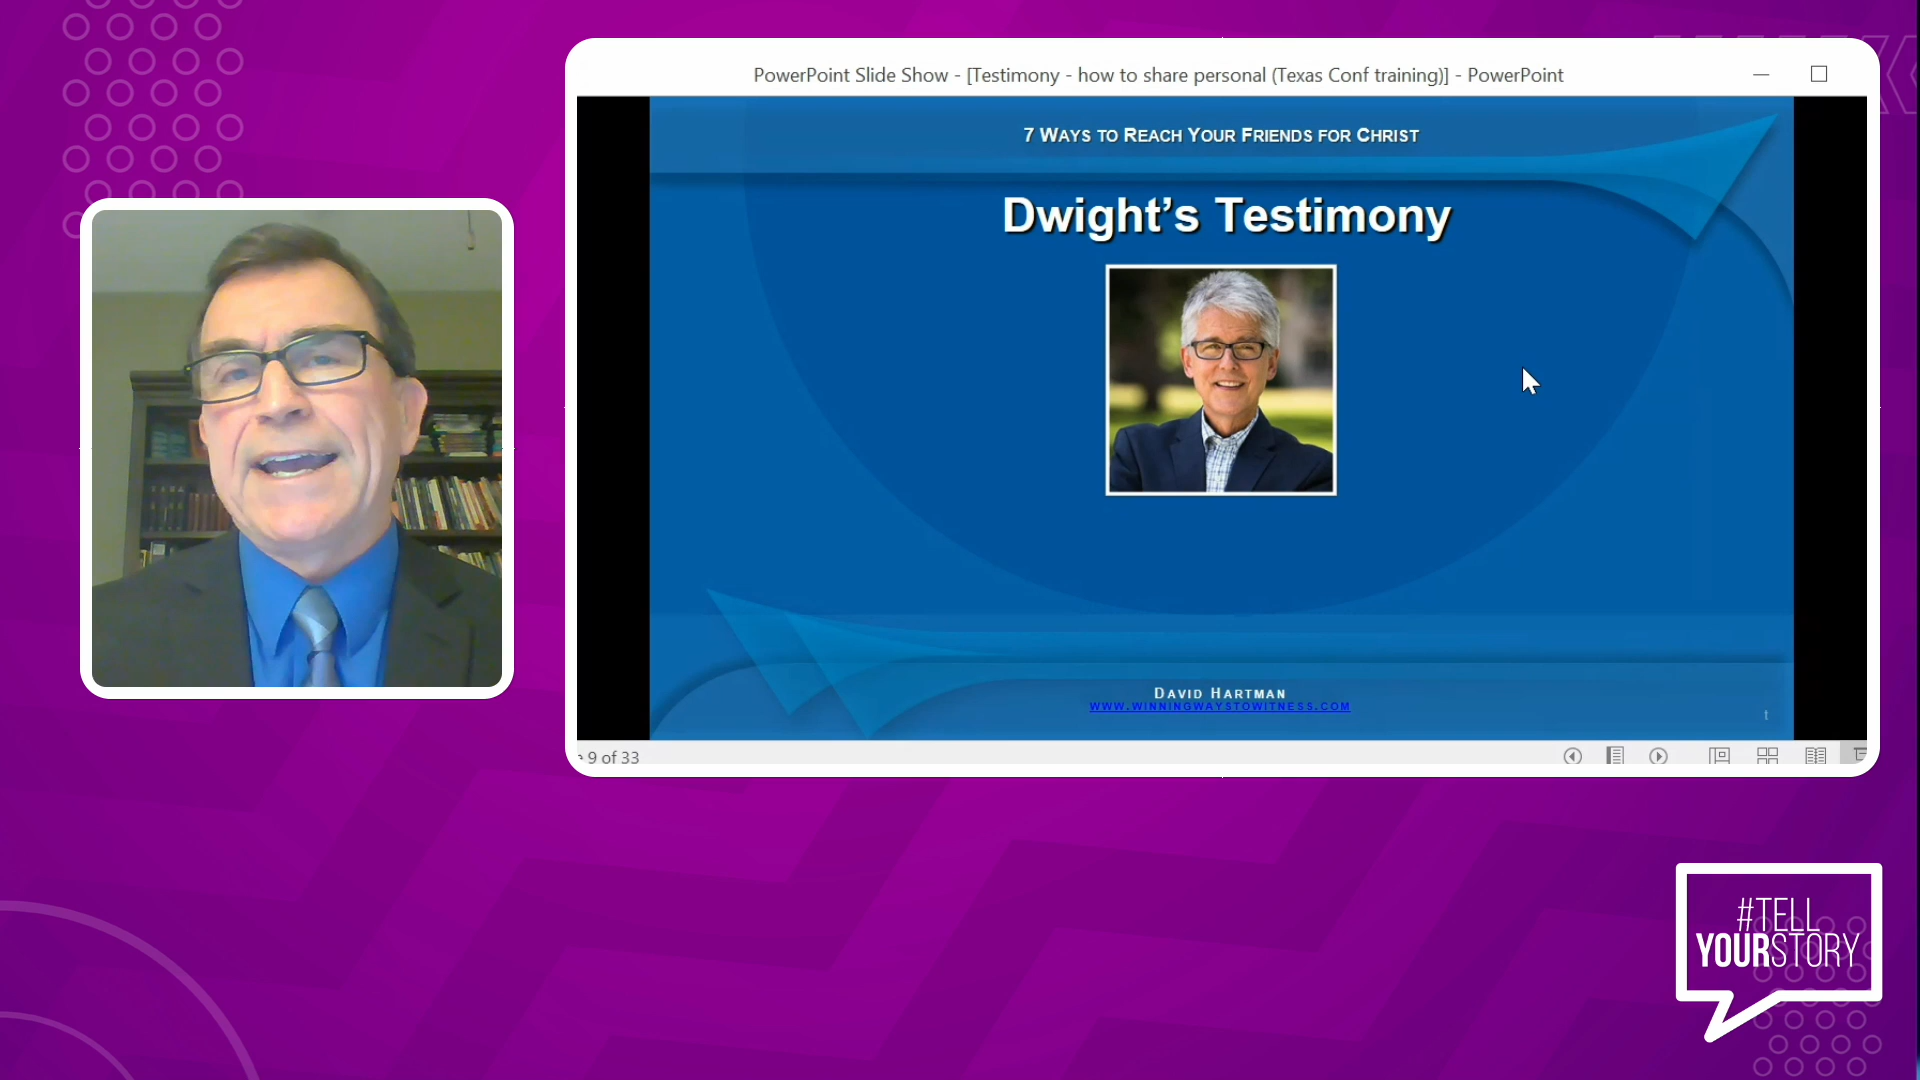 PowerPoint Slide Show - [Testimony - how to share personal (Texas Conf training)] - PowerPoint
7 WAYS TO REACH YOUR FRIENDS FOR CHRIST
Dwight's Testimony
DAVID HARTMAN
WWW.WINNINGWAYSTOWITNESS.COM
t
9 of 33
#TELL
YOURSTORY